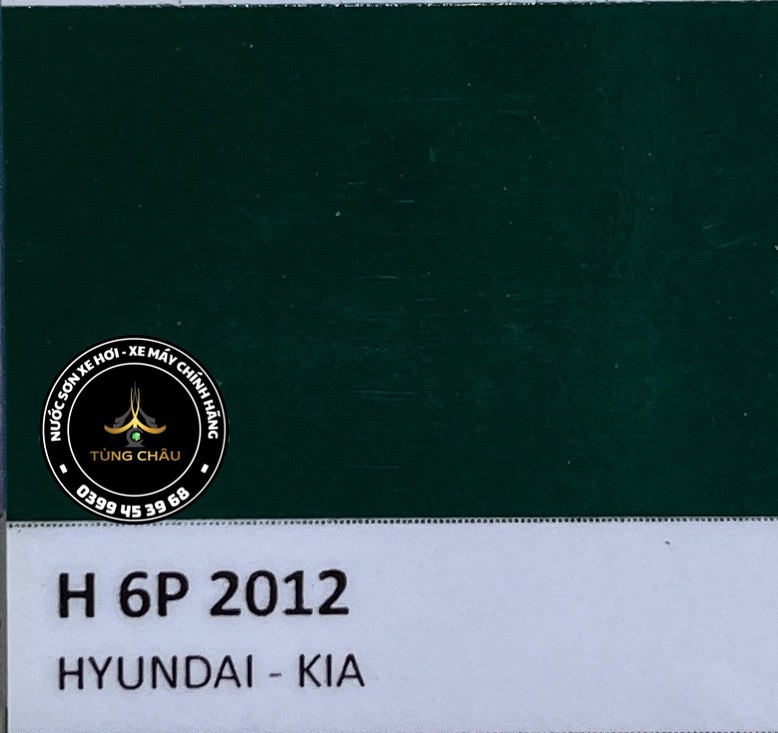 NƯỚC SƠN XE HƠI - XE MÁY CHÍNH HÃNG
TÙNG CHÂU
0399 45 39 68
H 6P 2012
HYUNDAI - KIA